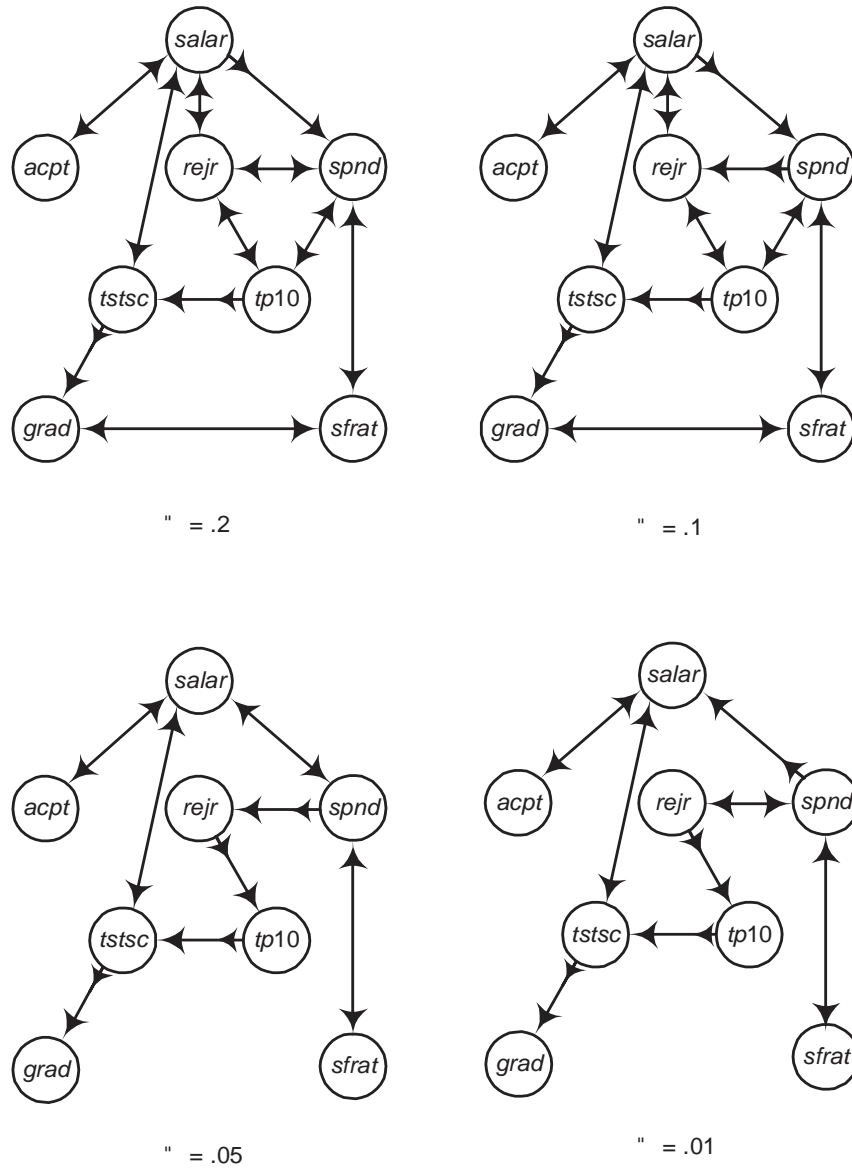 salar salar
acpt rejr spnd acpt rejr spnd
tstsc tp10 tstsc tp10
grad sfrat grad sfrat
" = .2 " = .1
salar salar
acpt rejr spnd acpt rejr spnd
tstsc tp10 tstsc tp10
grad sfrat grad sfrat
" = .05 " = .01